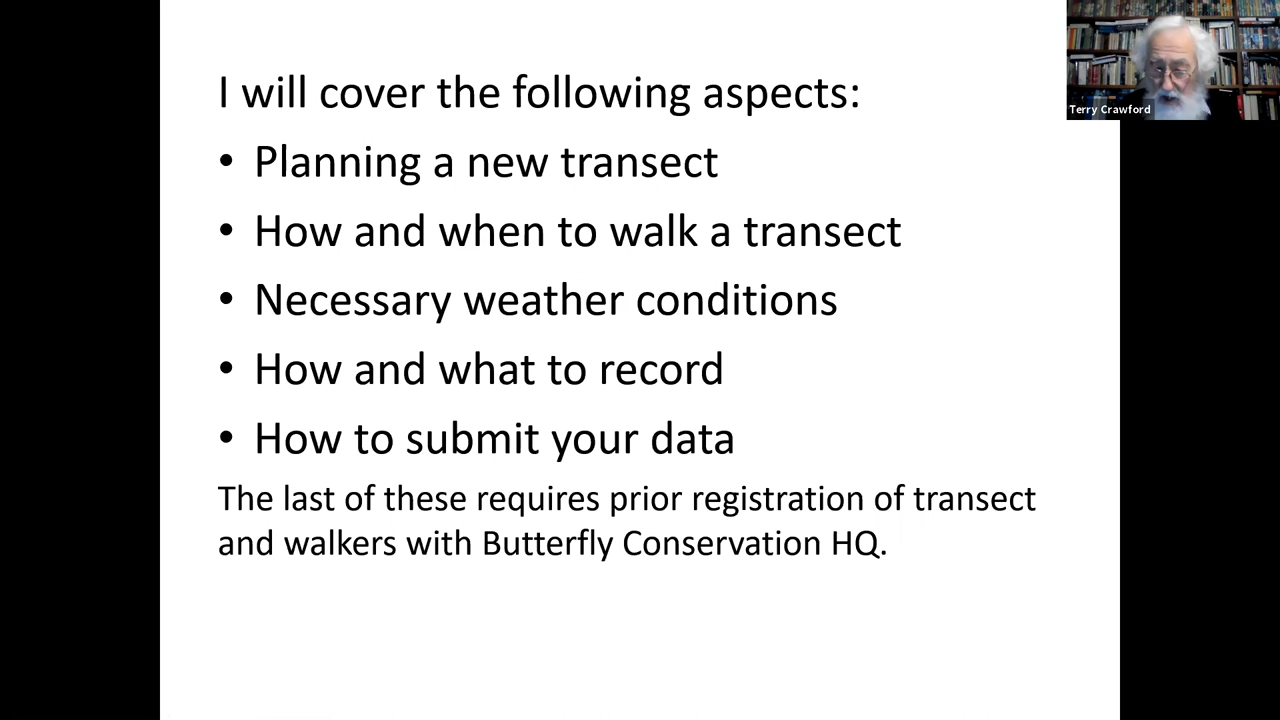 I will cover the following aspects:
• Planning a new transect
• How and when to walk a transect
• Necessary weather conditions
• How and what to record
• How to submit your data
The last of these requires prior registration of transect
and walkers with Butterfly Conservation HQ.
Terry Crawford